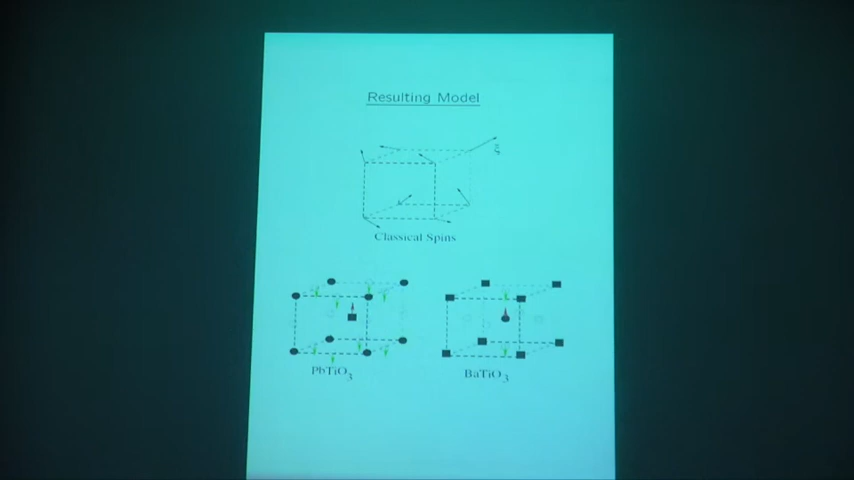 Resulting Model
ξ
Classical Spins
PbTiO3
BaTiO3